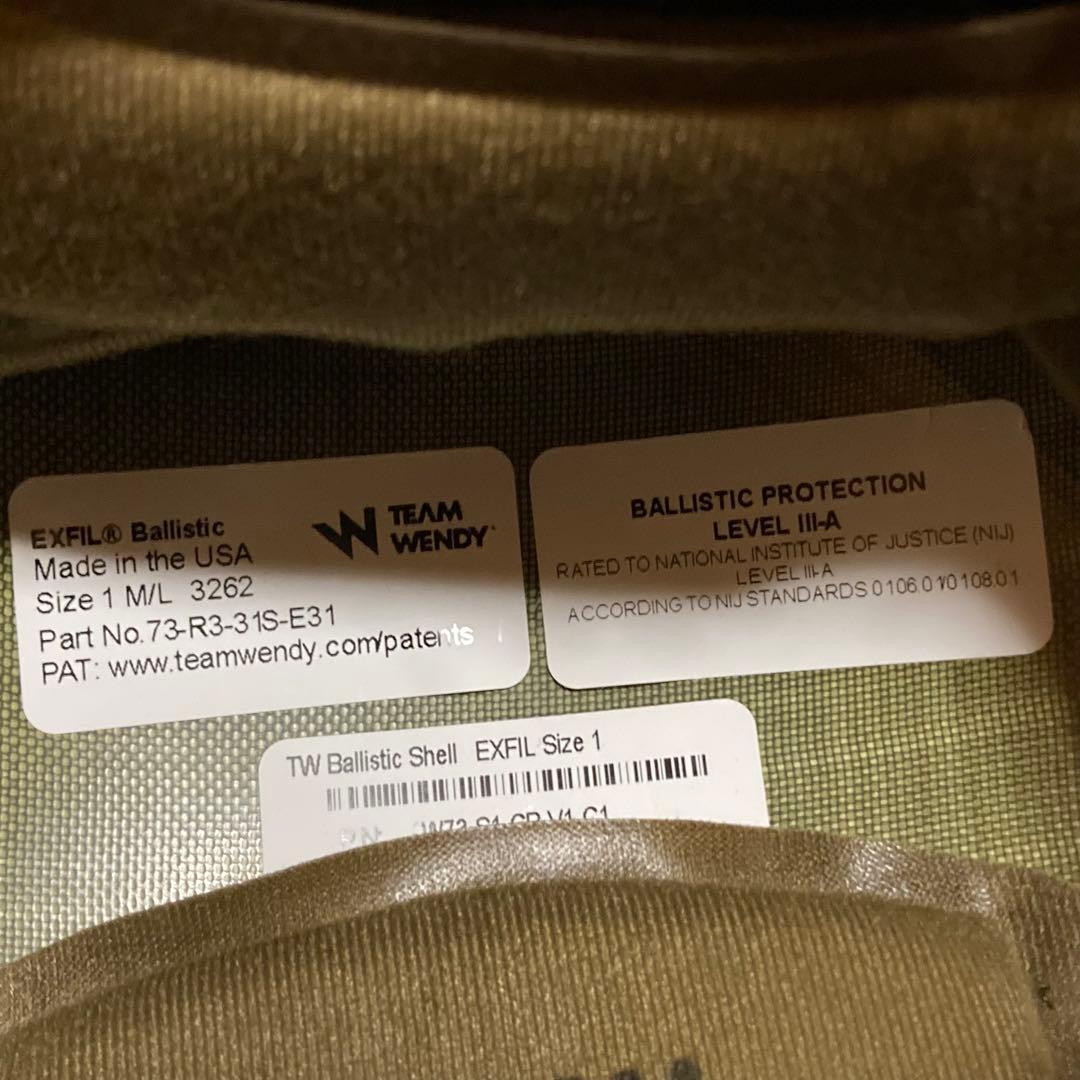 EXFIL® Ballistic
Made in the USA
Size 1 M/L 3262
Part No.73-R3-31S-E31
PAT: www.teamwendy.com/patents
TEAM
WENDY
BALLISTIC PROTECTION
LEVEL III-A
RATED TO NATIONAL INSTITUTE OF JUSTICE (NIJ)
LEVEL III-A
ACCORDING TO NIJ STANDARDS 0106.01/0108.01
TW Ballistic Shell EXFIL Size 1